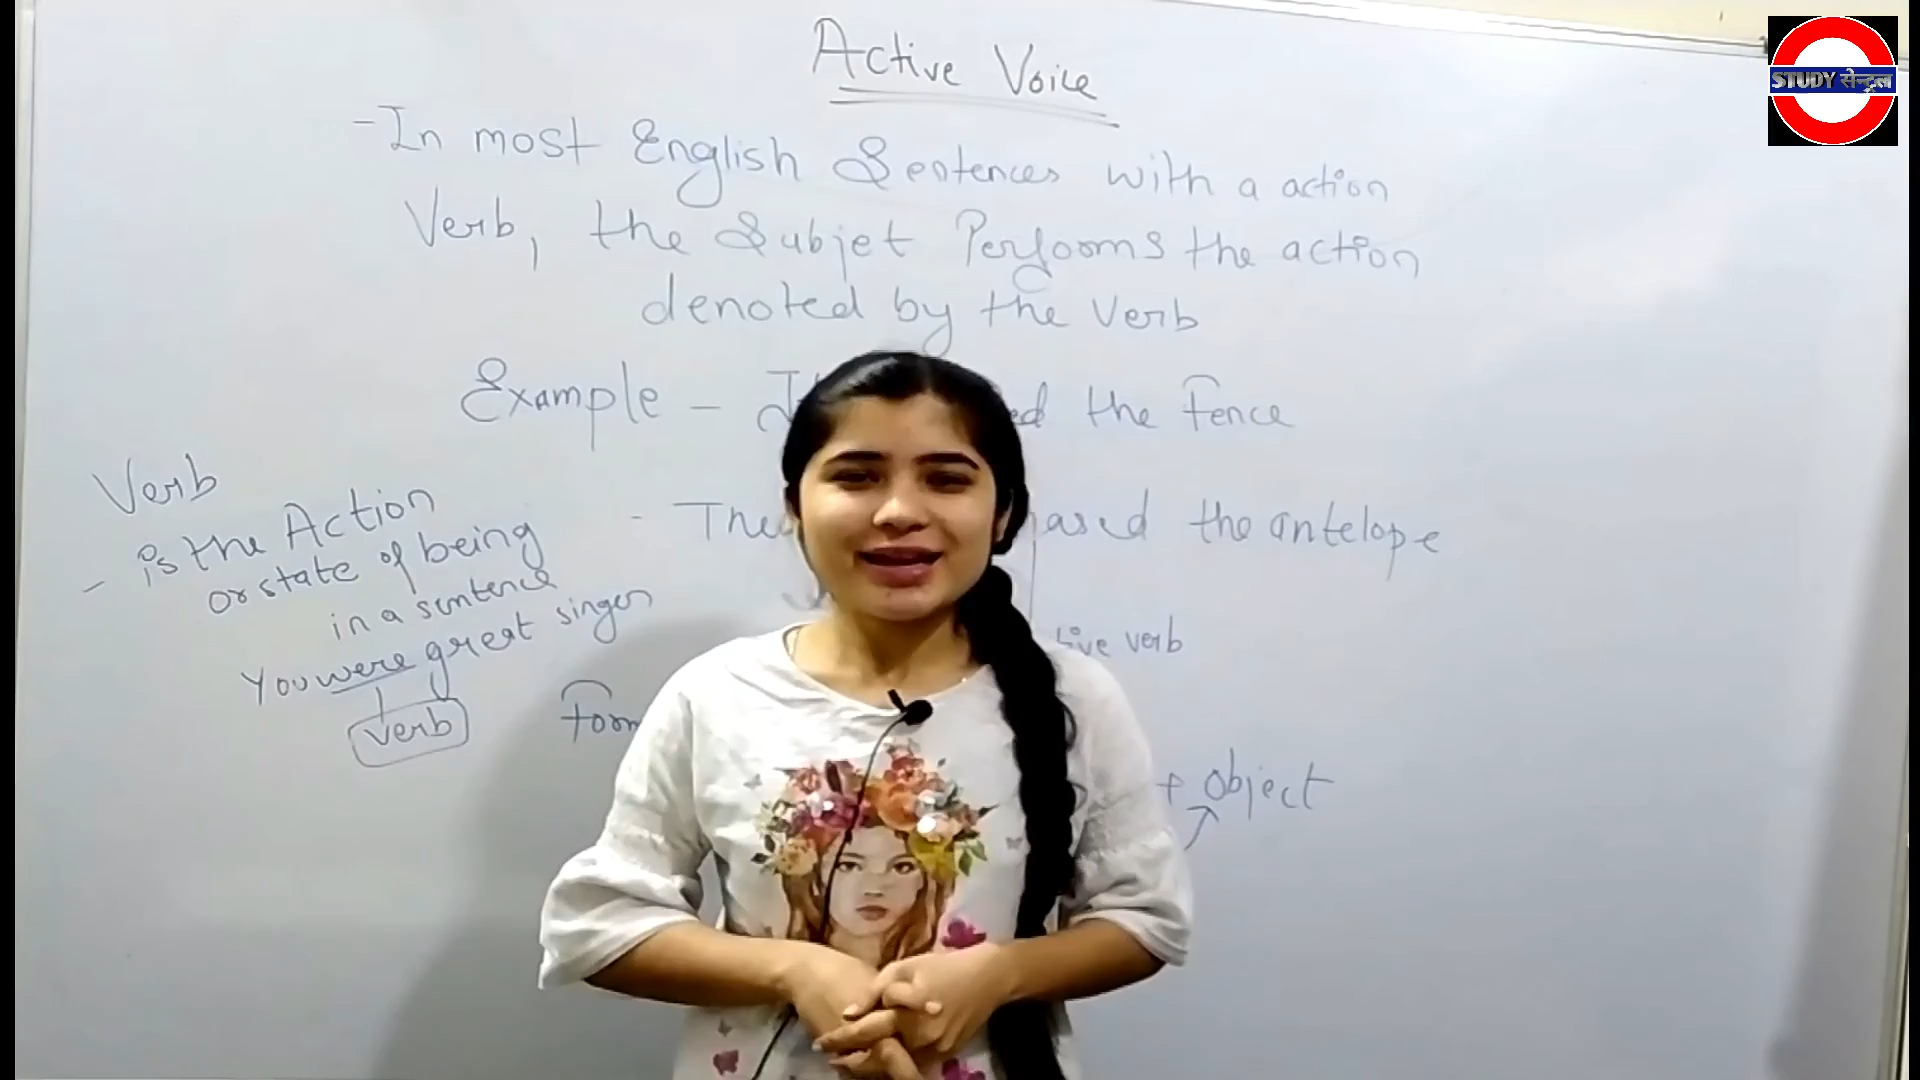 Active Voice
-In most English Sentences with a action
Verb, the Subjet Performs the action
denoted by the Verb
Example - the Fence
- the antelope
verb
+ Object
Verb
- is the Action
or state of being
in a sentence
You were great singer
verb
STUDY सेन्ट्रल